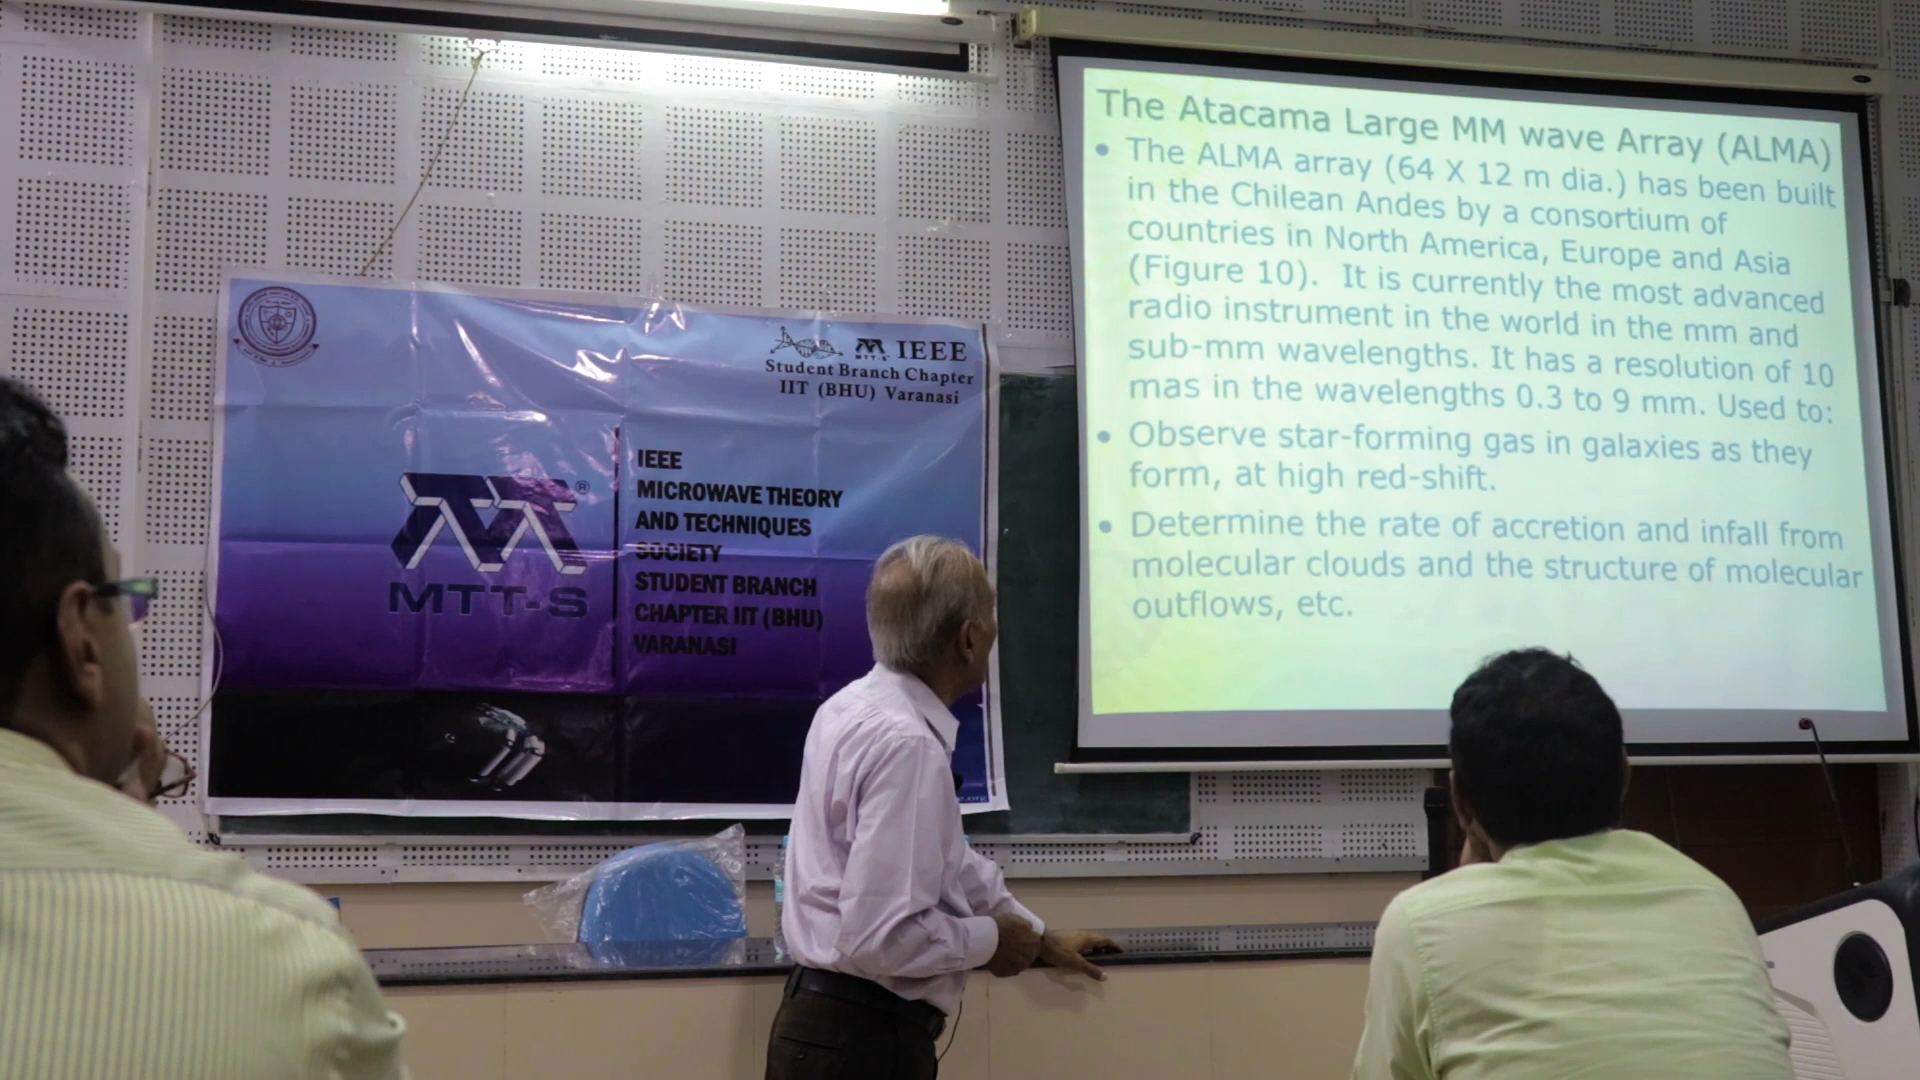 IEEE
MTT-S
Student Branch Chapter
IIT (BHU) Varanasi
MTT-S
®
IEEE
MICROWAVE THEORY
AND TECHNIQUES
SOCIETY
STUDENT BRANCH
CHAPTER IIT (BHU)
VARANASI
The Atacama Large MM wave Array (ALMA)
• The ALMA array (64 X 12 m dia.) has been built
in the Chilean Andes by a consortium of
countries in North America, Europe and Asia
(Figure 10). It is currently the most advanced
radio instrument in the world in the mm and
sub-mm wavelengths. It has a resolution of 10
mas in the wavelengths 0.3 to 9 mm. Used to:
• Observe star-forming gas in galaxies as they
form, at high red-shift.
• Determine the rate of accretion and infall from
molecular clouds and the structure of molecular
outflows, etc.